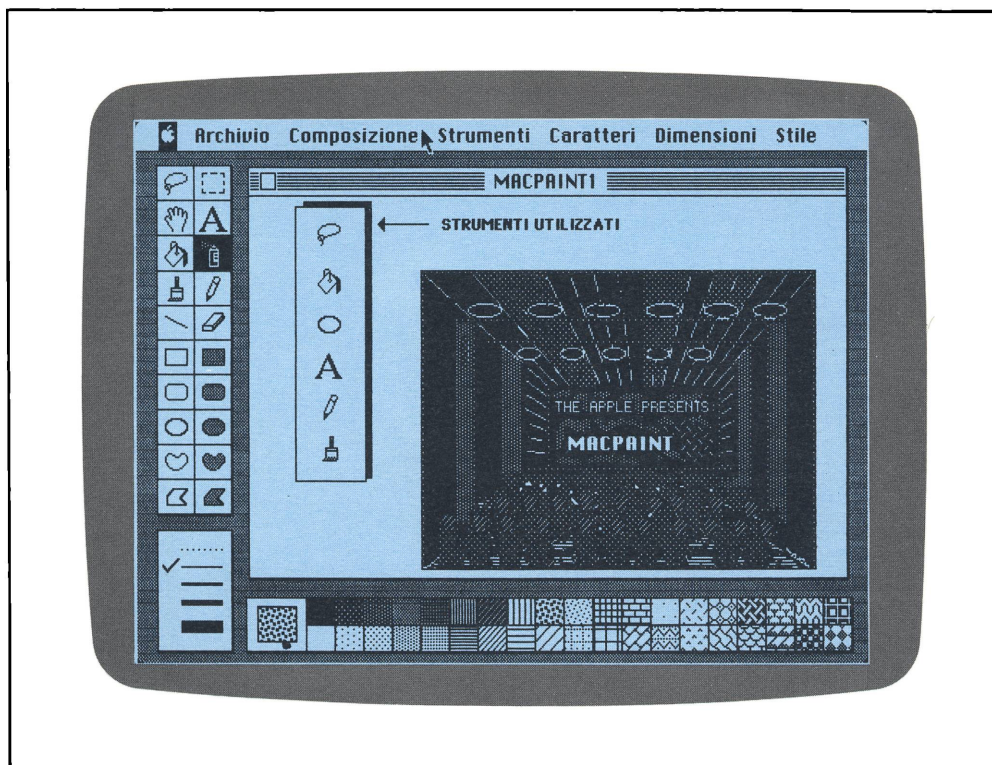 Archivio Composizione Strumenti Caratteri Dimensioni Stile
MACPAINT1
STRUMENTI UTILIZZATI
A
A
THE APPLE PRESENTS
MACPAINT